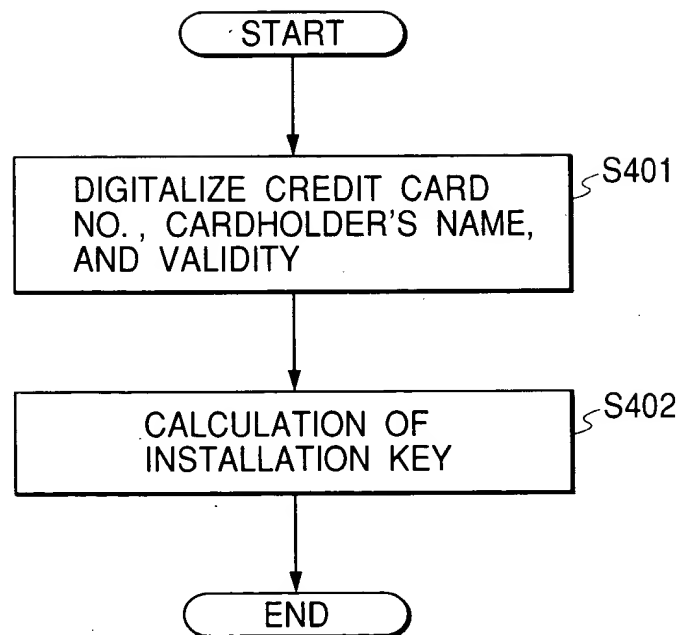 START
DIGITALIZE CREDIT CARD
NO., CARDHOLDER'S NAME,
AND VALIDITY
S401
CALCULATION OF
INSTALLATION KEY
S402
END